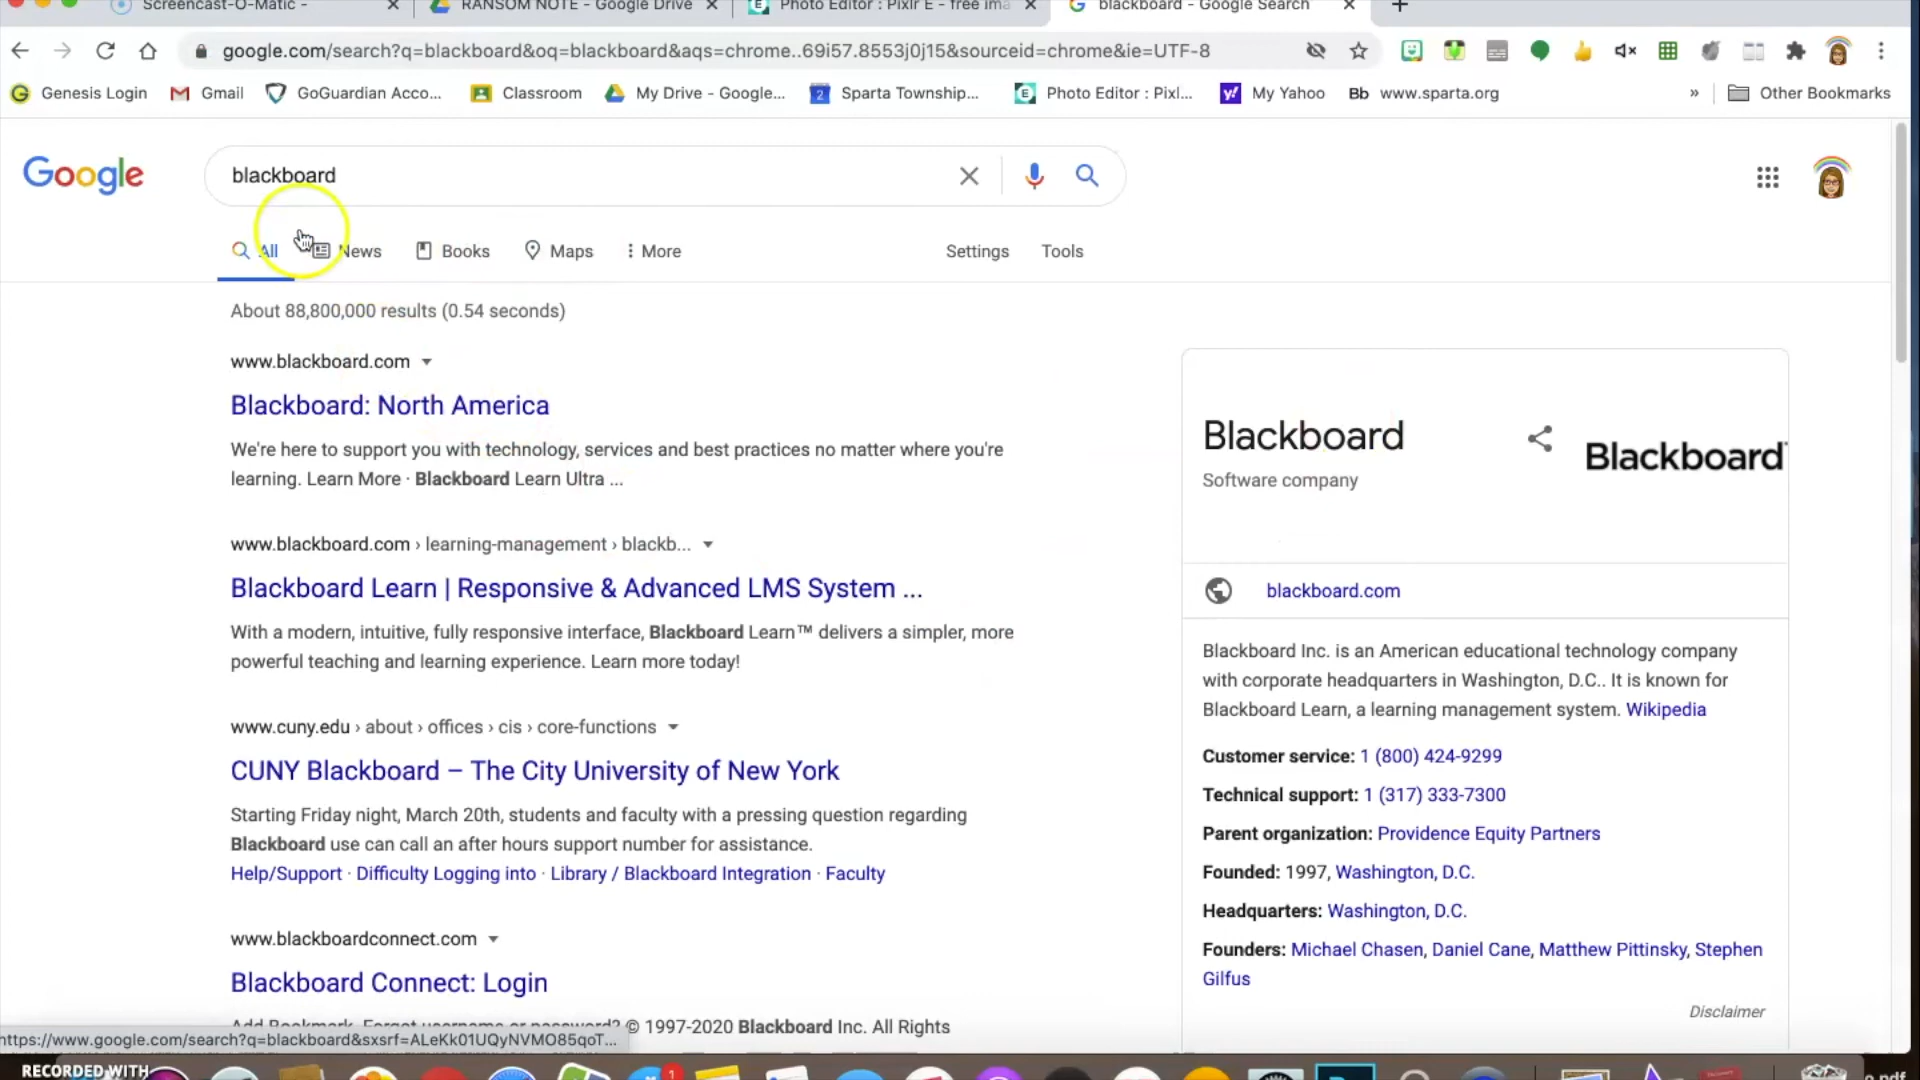 Screencast-O-Matic -
RANSOM NOTE - Google Drive
Photo Editor : Pixlr E - free ima
blackboard - Google Search
google.com/search?q=blackboard&oq=blackboard&aqs=chrome..69i57.8553j0j15&sourceid=chrome&ie=UTF-8
Genesis Login
Gmail
GoGuardian Acco...
Classroom
My Drive - Google...
2
Sparta Township...
E
Photo Editor : Pixl...
y!
My Yahoo
Bb
www.sparta.org
»
Other Bookmarks
Google
blackboard
All
News
Books
Maps
More
Settings
Tools
About 88,800,000 results (0.54 seconds)
www.blackboard.com
Blackboard: North America
We're here to support you with technology, services and best practices no matter where you're
learning. Learn More · Blackboard Learn Ultra ...
www.blackboard.com › learning-management › blackb...
Blackboard Learn | Responsive & Advanced LMS System ...
With a modern, intuitive, fully responsive interface, Blackboard Learn™ delivers a simpler, more
powerful teaching and learning experience. Learn more today!
www.cuny.edu › about › offices › cis › core-functions
CUNY Blackboard – The City University of New York
Starting Friday night, March 20th, students and faculty with a pressing question regarding
Blackboard use can call an after hours support number for assistance.
Help/Support · Difficulty Logging into · Library / Blackboard Integration · Faculty
www.blackboardconnect.com
Blackboard Connect: Login
Add Bookmark. Forgot username or password? © 1997-2020 Blackboard Inc. All Rights
https://www.google.com/search?q=blackboard&sxsrf=ALeKk01UQyNVMO85qoT...
Blackboard
Software company
Blackboard
blackboard.com
Blackboard Inc. is an American educational technology company
with corporate headquarters in Washington, D.C.. It is known for
Blackboard Learn, a learning management system. Wikipedia
Customer service: 1 (800) 424-9299
Technical support: 1 (317) 333-7300
Parent organization: Providence Equity Partners
Founded: 1997, Washington, D.C.
Headquarters: Washington, D.C.
Founders: Michael Chasen, Daniel Cane, Matthew Pittinsky, Stephen
Gilfus
Disclaimer
RECORDED WITH
1